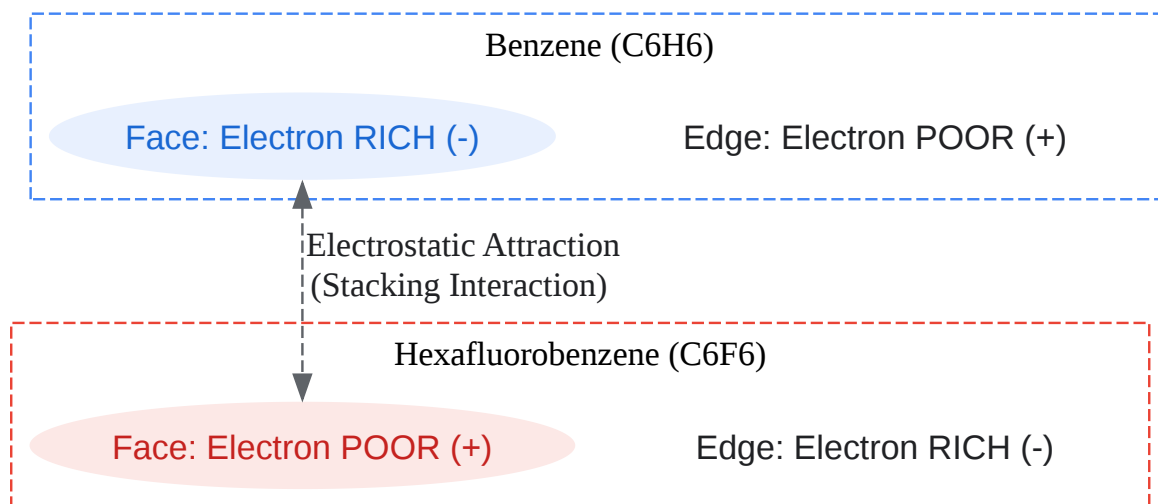 Benzene (C6H6)
Face: Electron RICH (-)
Edge: Electron POOR (+)
Electrostatic Attraction
(Stacking Interaction)
Hexafluorobenzene (C6F6)
Face: Electron POOR (+)
Edge: Electron RICH (-)